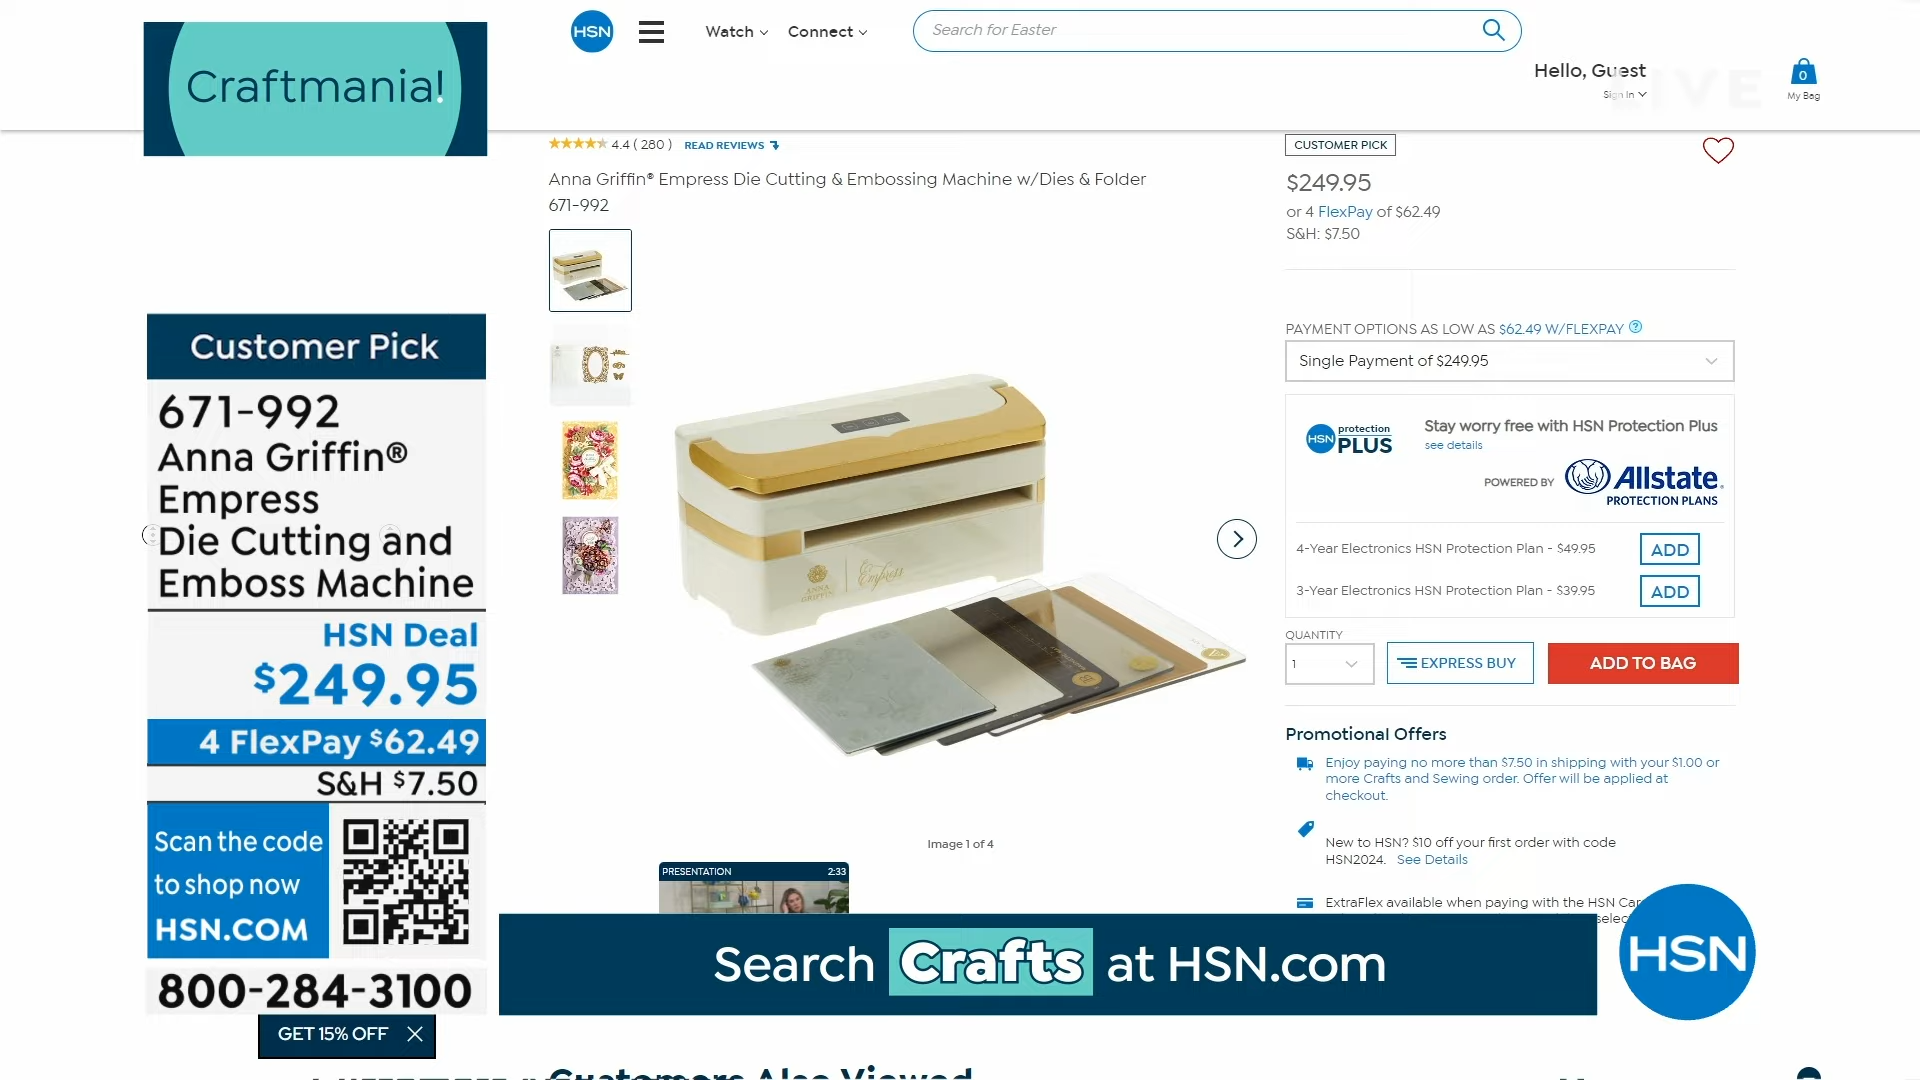 Craftmania!
HSN
Watch
Connect
Search for Easter
Hello, Guest
Sign In
LIVE
0
My Bag
4.4 ( 280 )
READ REVIEWS
Anna Griffin® Empress Die Cutting & Embossing Machine w/Dies & Folder
671-992
CUSTOMER PICK
$249.95
or 4 FlexPay of $62.49
S&H: $7.50
PAYMENT OPTIONS AS LOW AS $62.49 W/FLEXPAY
Single Payment of $249.95
HSN protection PLUS
Stay worry free with HSN Protection Plus
see details
POWERED BY Allstate
PROTECTION PLANS
4-Year Electronics HSN Protection Plan - $49.95
ADD
3-Year Electronics HSN Protection Plan - $39.95
ADD
QUANTITY
1
EXPRESS BUY
ADD TO BAG
Promotional Offers
Enjoy paying no more than $7.50 in shipping with your $1.00 or
more Crafts and Sewing order. Offer will be applied at
checkout.
New to HSN? $10 off your first order with code
HSN2024. See Details
ExtraFlex available when paying with the HSN Car
selec
ANNA
GRIFFIN
Empress
Image 1 of 4
PRESENTATION
2:33
Customer Pick
671-992
Anna Griffin®
Empress
Die Cutting and
Emboss Machine
HSN Deal
$249.95
4 FlexPay $62.49
S&H $7.50
Scan the code
to shop now
HSN.COM
800-284-3100
Search Crafts at HSN.com
HSN
GET 15% OFF
Customers Also Viewed